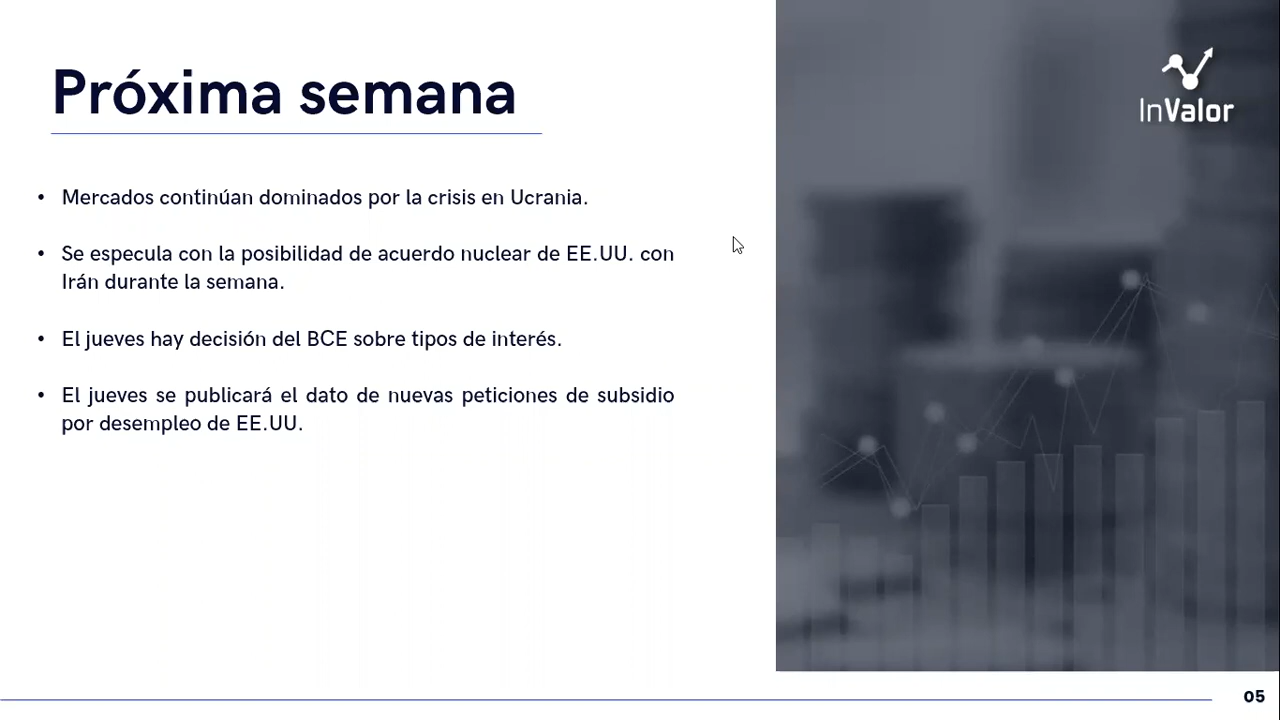 Próxima semana
InValor
• Mercados continúan dominados por la crisis en Ucrania.
• Se especula con la posibilidad de acuerdo nuclear de EE.UU. con
Irán durante la semana.
• El jueves hay decisión del BCE sobre tipos de interés.
• El jueves se publicará el dato de nuevas peticiones de subsidio
por desempleo de EE.UU.
05